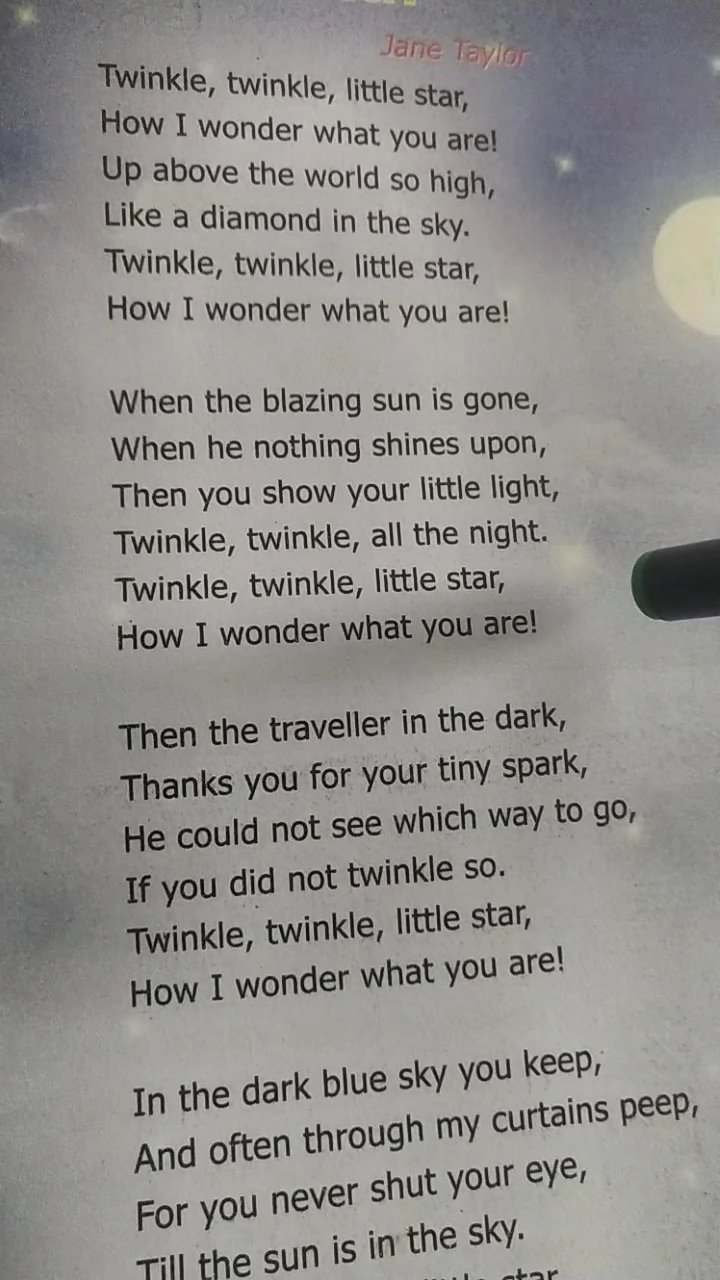 Jane Taylor
Twinkle, twinkle, little star,
How I wonder what you are!
Up above the world so high,
Like a diamond in the sky.
Twinkle, twinkle, little star,
How I wonder what you are!
When the blazing sun is gone,
When he nothing shines upon,
Then you show your little light,
Twinkle, twinkle, all the night.
Twinkle, twinkle, little star,
How I wonder what you are!
Then the traveller in the dark,
Thanks you for your tiny spark,
He could not see which way to go,
If you did not twinkle so.
Twinkle, twinkle, little star,
How I wonder what you are!
In the dark blue sky you keep,
And often through my curtains peep,
For you never shut your eye,
Till the sun is in the sky.
star